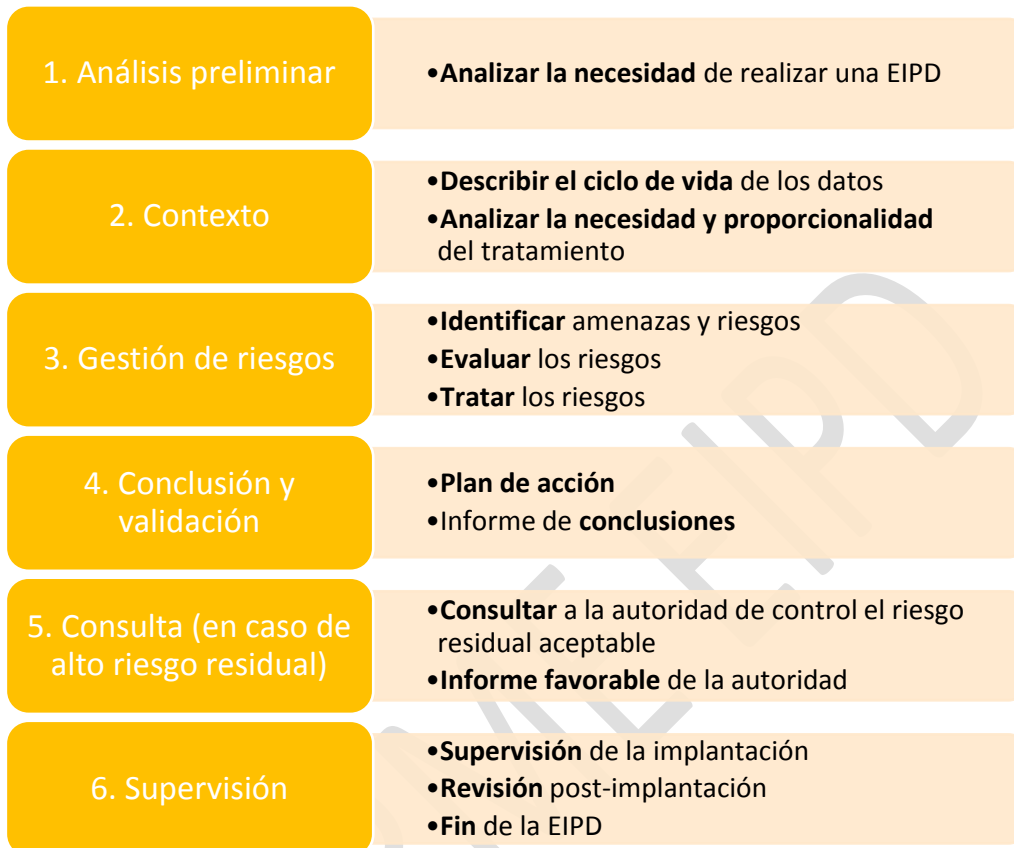 1. Análisis preliminar
•Analizar la necesidad de realizar una EIPD
2. Contexto
•Describir el ciclo de vida de los datos
•Analizar la necesidad y proporcionalidad
del tratamiento
3. Gestión de riesgos
•Identificar amenazas y riesgos
•Evaluar los riesgos
•Tratar los riesgos
4. Conclusión y
validación
•Plan de acción
•Informe de conclusiones
5. Consulta (en caso de
alto riesgo residual)
•Consultar a la autoridad de control el riesgo
residual aceptable
•Informe favorable de la autoridad
6. Supervisión
•Supervisión de la implantación
•Revisión post-implantación
•Fin de la EIPD